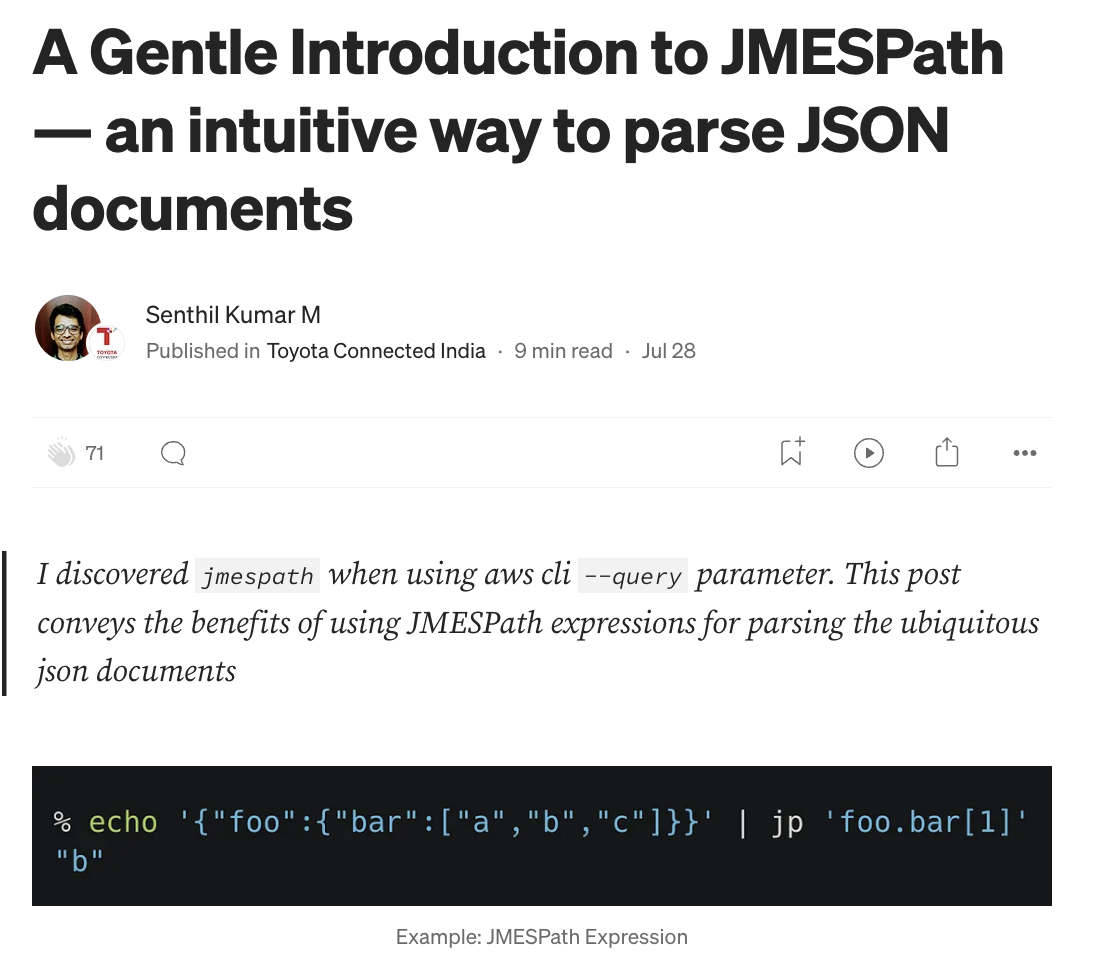 A Gentle Introduction to JMESPath
— an intuitive way to parse JSON
documents
Senthil Kumar M
Published in Toyota Connected India · 9 min read · Jul 28
T
TOYOTA
71
I discovered jmespath when using aws cli --query parameter. This post
conveys the benefits of using JMESPath expressions for parsing the ubiquitous
json documents
% echo '{"foo":{"bar":["a","b","c"]}}' | jp 'foo.bar[1]'
"b"
Example: JMESPath Expression